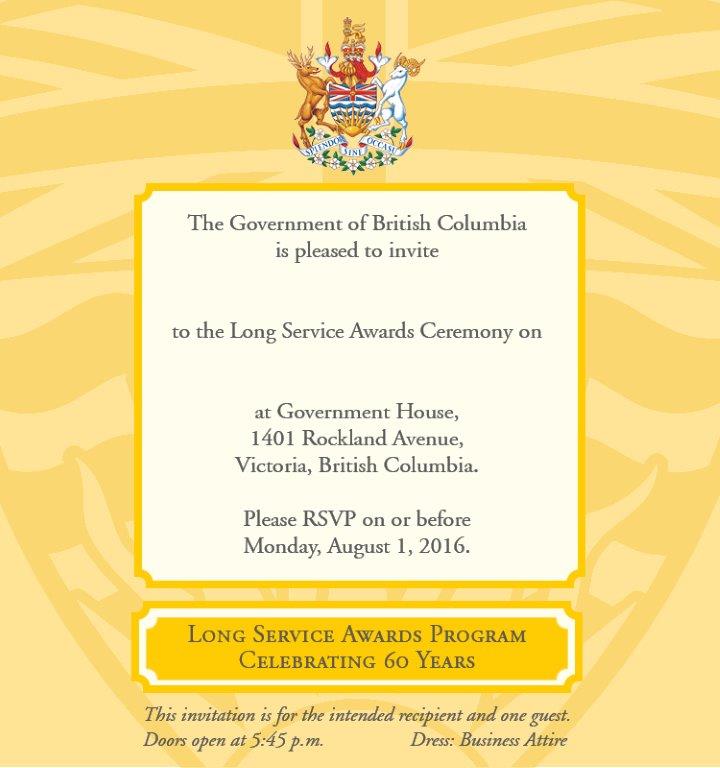 SPLENDOR SINE OCCASU
The Government of British Columbia
is pleased to invite
to the Long Service Awards Ceremony on
at Government House,
1401 Rockland Avenue,
Victoria, British Columbia.
Please RSVP on or before
Monday, August 1, 2016.
Long Service Awards Program
Celebrating 60 Years
This invitation is for the intended recipient and one guest.
Doors open at 5:45 p.m. Dress: Business Attire